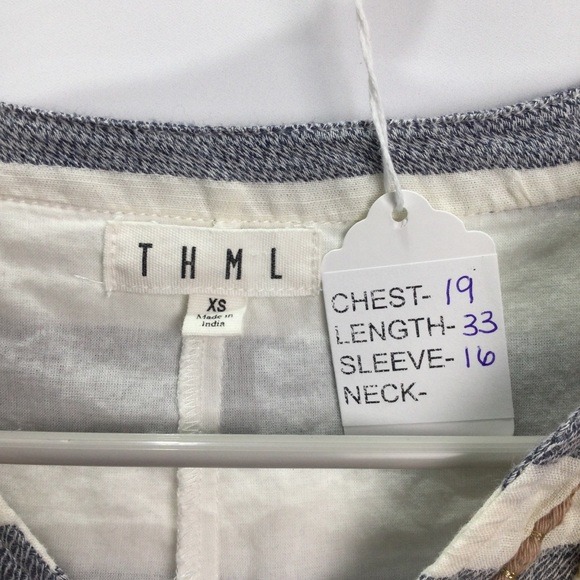 THML
XS
Made in
India
CHEST- 19
LENGTH- 33
SLEEVE- 16
NECK-